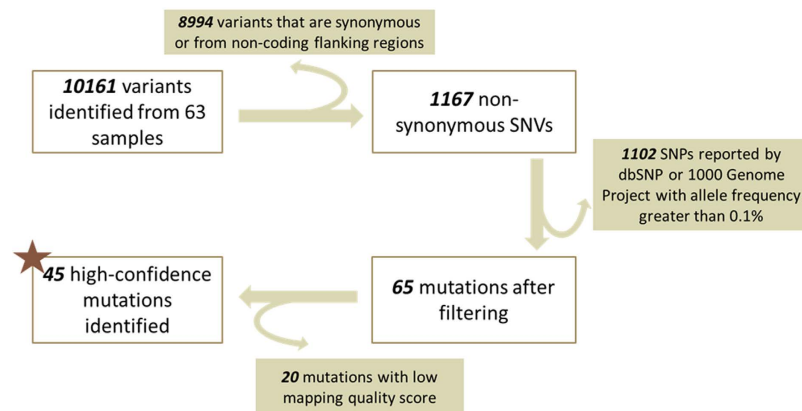 8994 variants that are synonymous
or from non-coding flanking regions
10161 variants
identified from 63
samples
1167 non-
synonymous SNVs
1102 SNPs reported by
dbSNP or 1000 Genome
Project with allele frequency
greater than 0.1%
65 mutations after
filtering
45 high-confidence
mutations
identified
20 mutations with low
mapping quality score